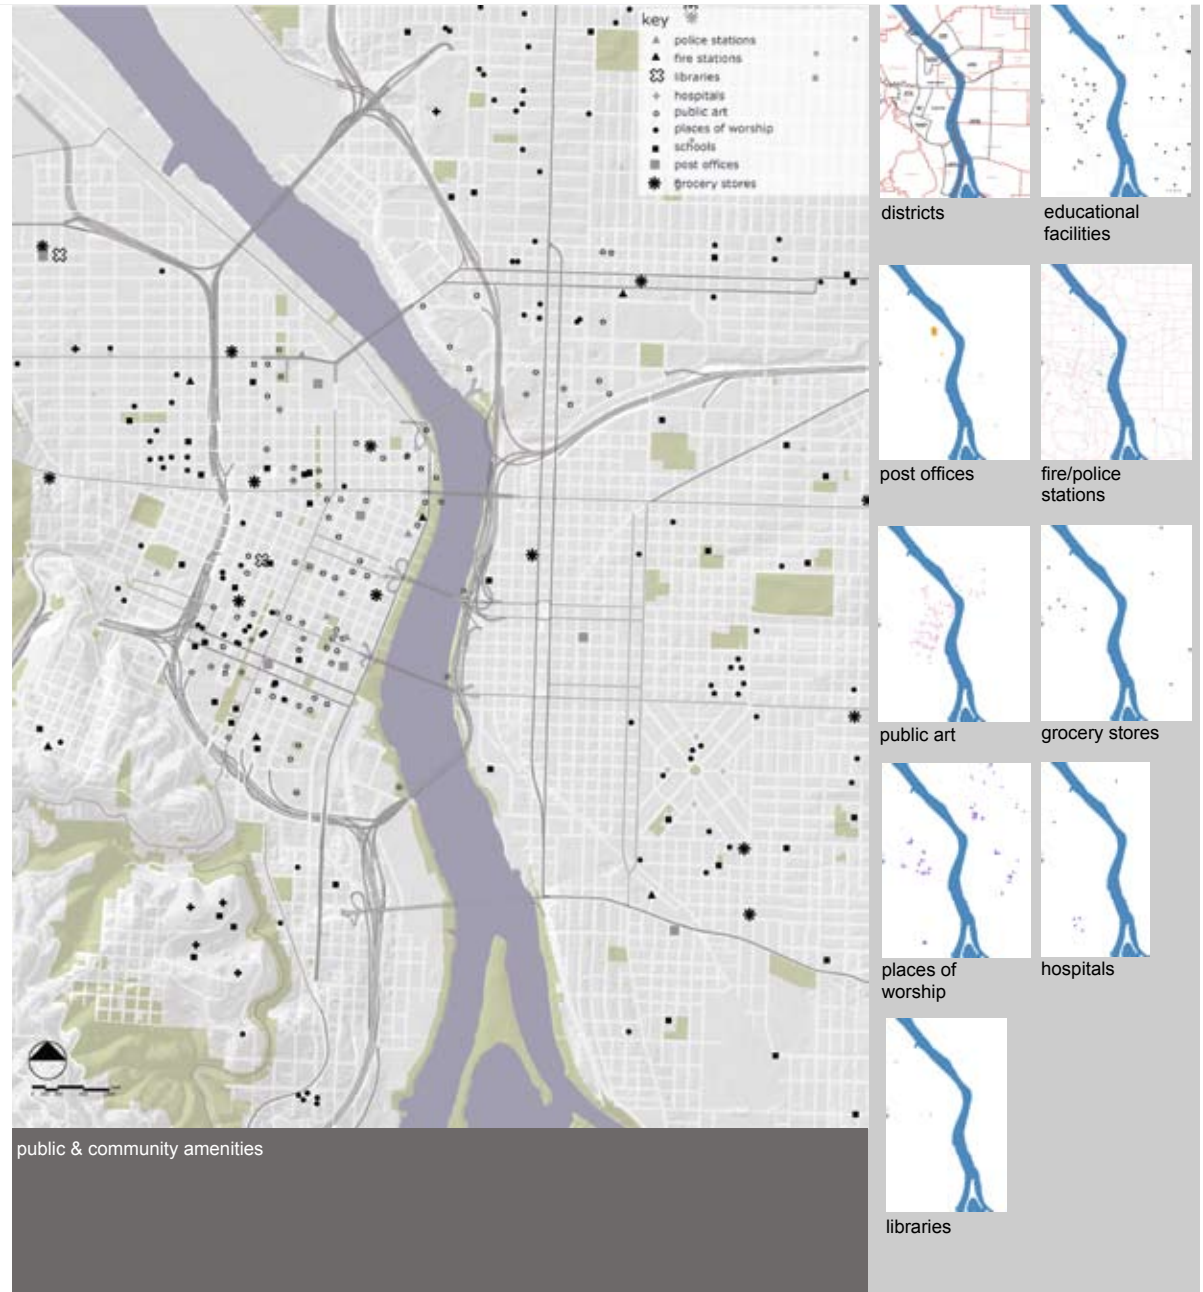 key
police stations
fire stations
libraries
hospitals
public art
places of worship
schools
post offices
grocery stores
districts
educational
facilities
post offices
fire/police
stations
public art
grocery stores
places of
worship
hospitals
libraries
public & community amenities